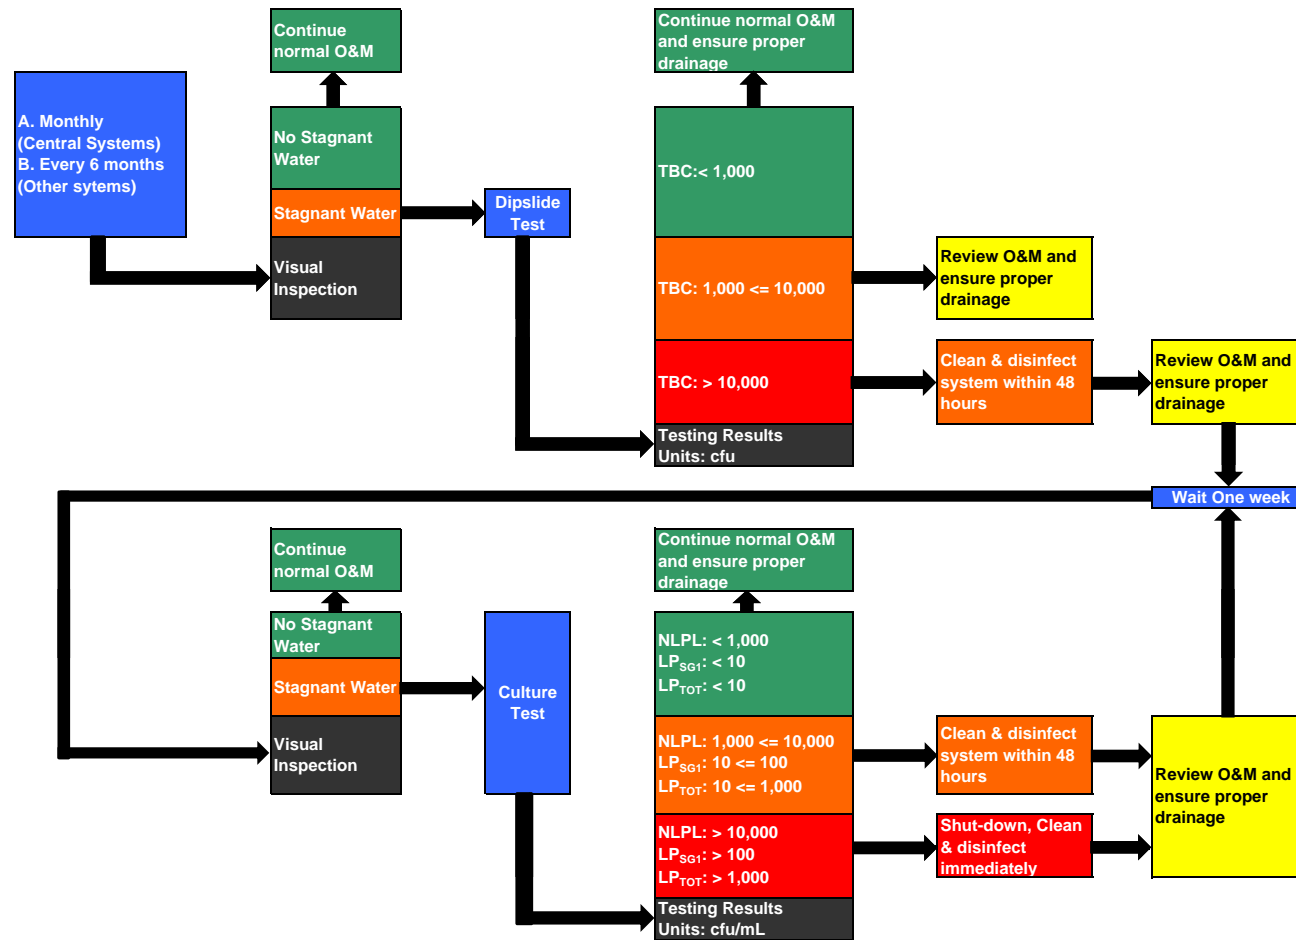 Continue
normal O&M
Continue normal O&M
and ensure proper
drainage
A. Monthly
(Central Systems)
B. Every 6 months
(Other sytems)
No Stagnant
Water
Stagnant Water
Visual
Inspection
Dipslide
Test
TBC:< 1,000
TBC: 1,000 <= 10,000
TBC: > 10,000
Testing Results
Units: cfu
Review O&M and
ensure proper
drainage
Clean & disinfect
system within 48
hours
Review O&M and
ensure proper
drainage
Wait One week
Continue
normal O&M
Continue normal O&M
and ensure proper
drainage
No Stagnant
Water
Stagnant Water
Visual
Inspection
Culture
Test
NLPL: < 1,000
LPSG1: < 10
LPTOT: < 10
NLPL: 1,000 <= 10,000
LPSG1: 10 <= 100
LPTOT: 10 <= 1,000
NLPL: > 10,000
LPSG1: > 100
LPTOT: > 1,000
Testing Results
Units: cfu/mL
Clean & disinfect
system within 48
hours
Shut-down, Clean
& disinfect
immediately
Review O&M and
ensure proper
drainage